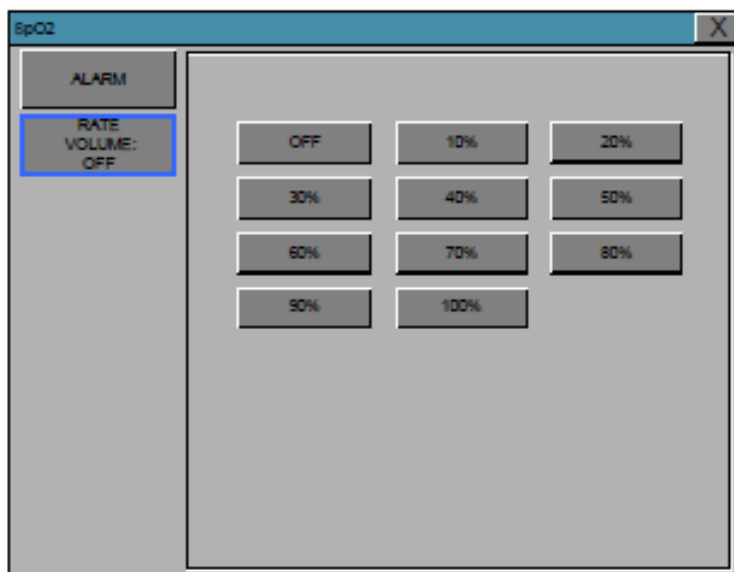 SpO2 X
ALARM
RATE
VOLUME:
OFF
OFF 10% 20%
30% 40% 50%
60% 70% 80%
90% 100%